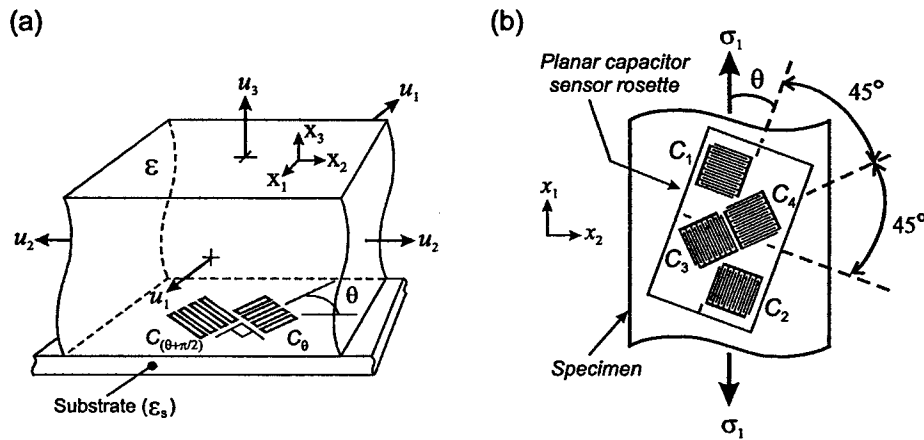 (a)
u₃
u₁
X₃
X₂
X₁
ε
u₂
u₂
u₁
θ
C(θ+π/2)
Cθ
Substrate (εs)
(b)
σ₁
Planar capacitor
sensor rosette
θ
45°
C₁
C₄
45°
x₁
x₂
C₃
C₂
Specimen
σ₁